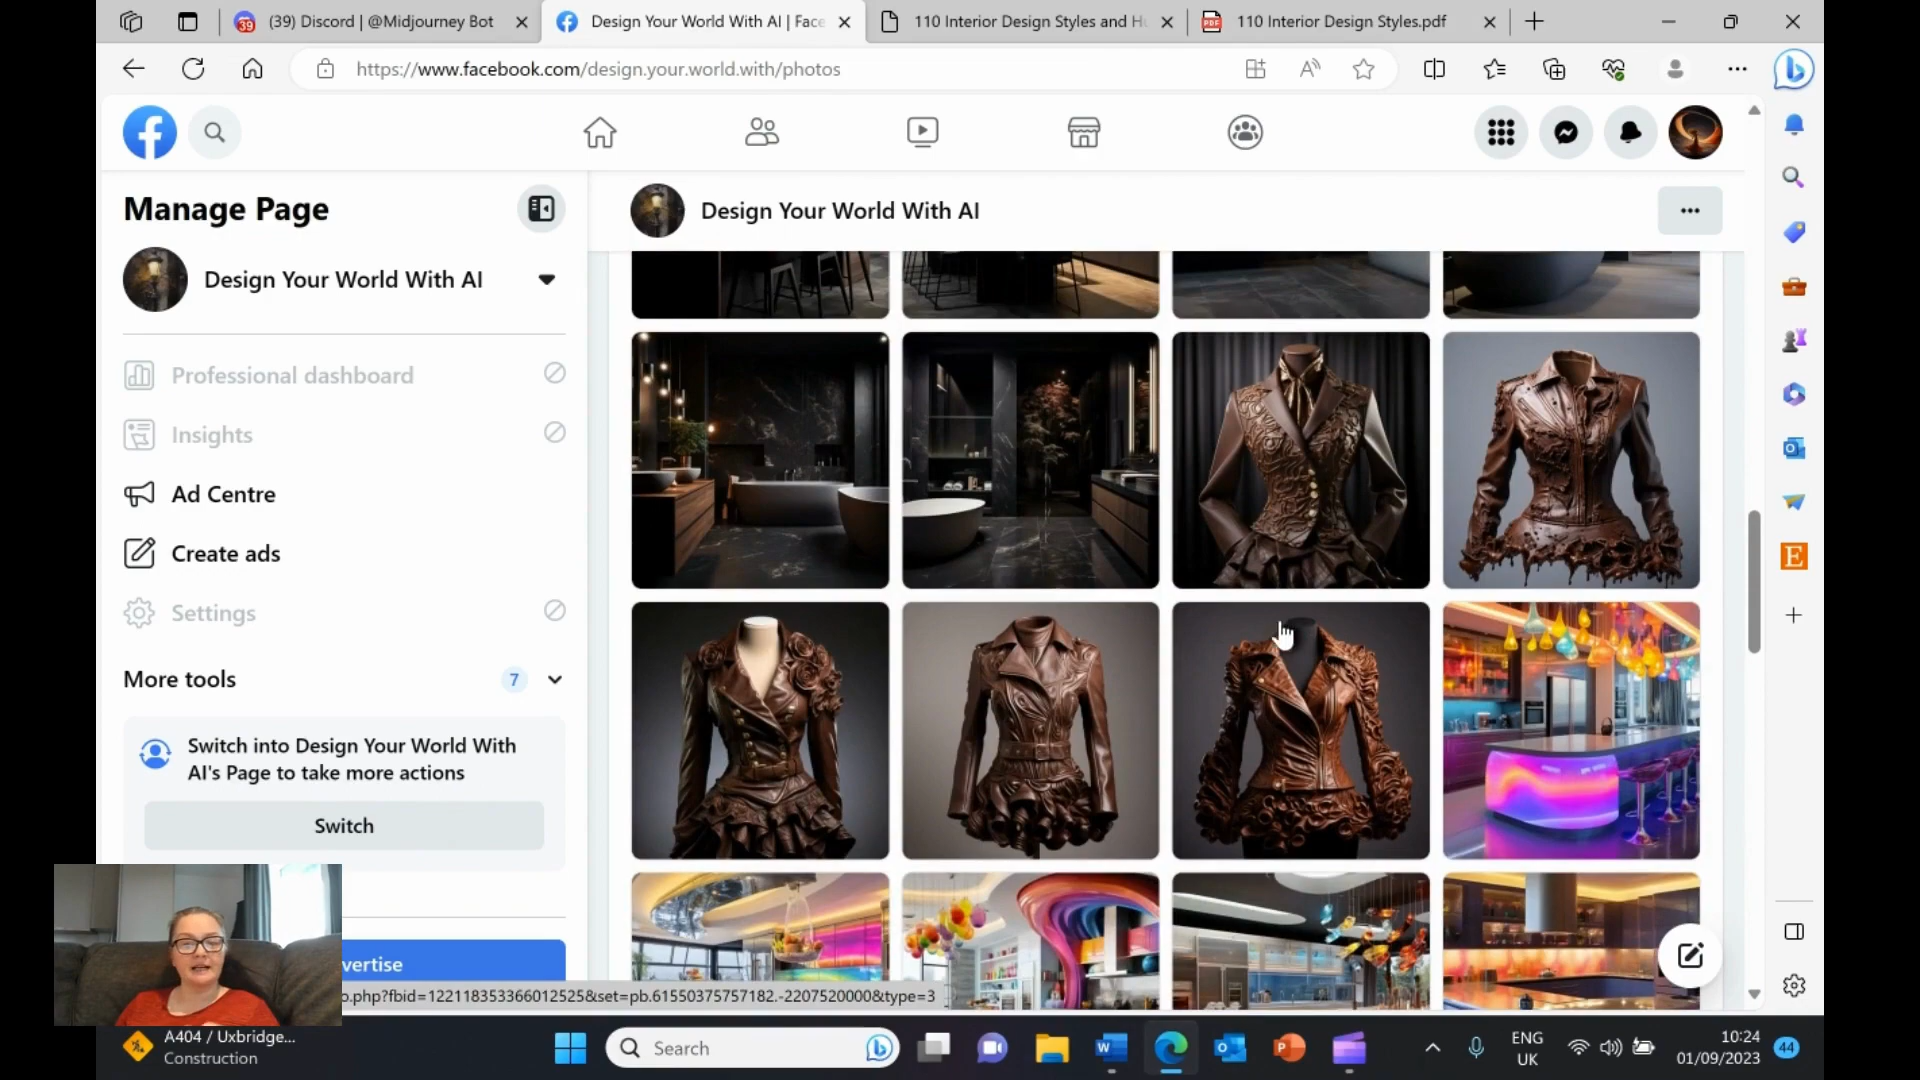 (39) Discord | @Midjourney Bot
Design Your World With AI | Face
110 Interior Design Styles and Hu
110 Interior Design Styles.pdf
https://www.facebook.com/design.your.world.with/photos
Manage Page
Design Your World With AI
Design Your World With AI
Professional dashboard
Insights
Ad Centre
Create ads
Settings
More tools
7
Switch into Design Your World With
AI's Page to take more actions
Switch
vertise
o.php?fbid=122118353366012525&set=pb.61550375757182.-2207520000&type=3
A404 / Uxbridge...
Construction
Search
ENG
UK
10:24
01/09/2023
44